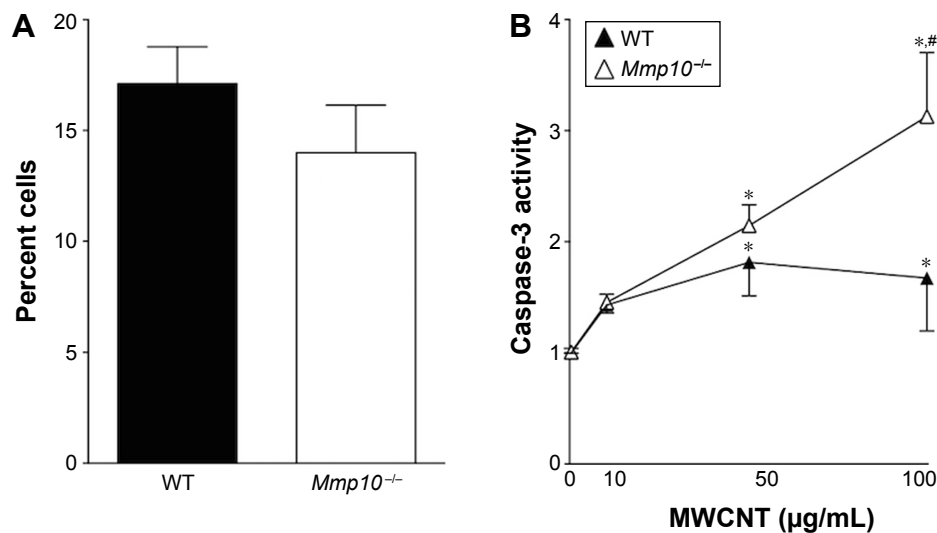 A
20
15
10
5
0
Percent cells
WT
Mmp10⁻/⁻
B
WT
Mmp10⁻/⁻
4
3
2
1
0
Caspase-3 activity
*
*
*,#
*
0 10 50 100
MWCNT (µg/mL)